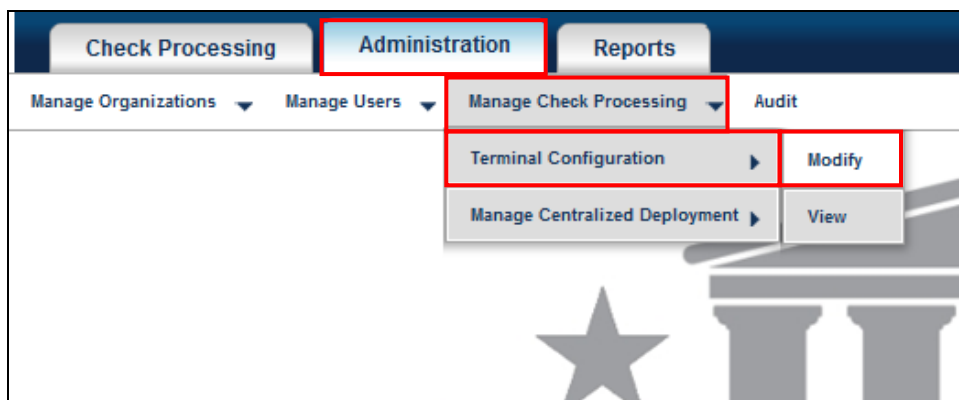 Check Processing Administration Reports
Manage Organizations Manage Users Manage Check Processing Audit
Terminal Configuration Modify
Manage Centralized Deployment View